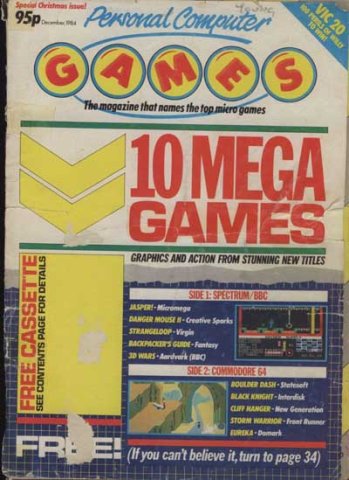 Special Christmas issue!
95p December 1984
Personal Computer
GAMES
The magazine that names the top micro games
VIC 20
TO WIN!
10 MEGA
GAMES
GRAPHICS AND ACTION FROM STUNNING NEW TITLES
FREE CASSETTE
SEE CONTENTS PAGE FOR DETAILS
SIDE 1: SPECTRUM/BBC
JASPER! - Micromega
DANGER MOUSE II - Creative Sparks
STRANGELOOP - Virgin
BACKPACKER'S GUIDE - Fantasy
3D WARS - Aardvark (BBC)
SIDE 2: COMMODORE 64
BOULDER DASH - Statesoft
BLACK KNIGHT - Interdisk
CLIFF HANGER - New Generation
STORM WARRIOR - Front Runner
EUREKA - Domark
FREE!
(If you can't believe it, turn to page 34)